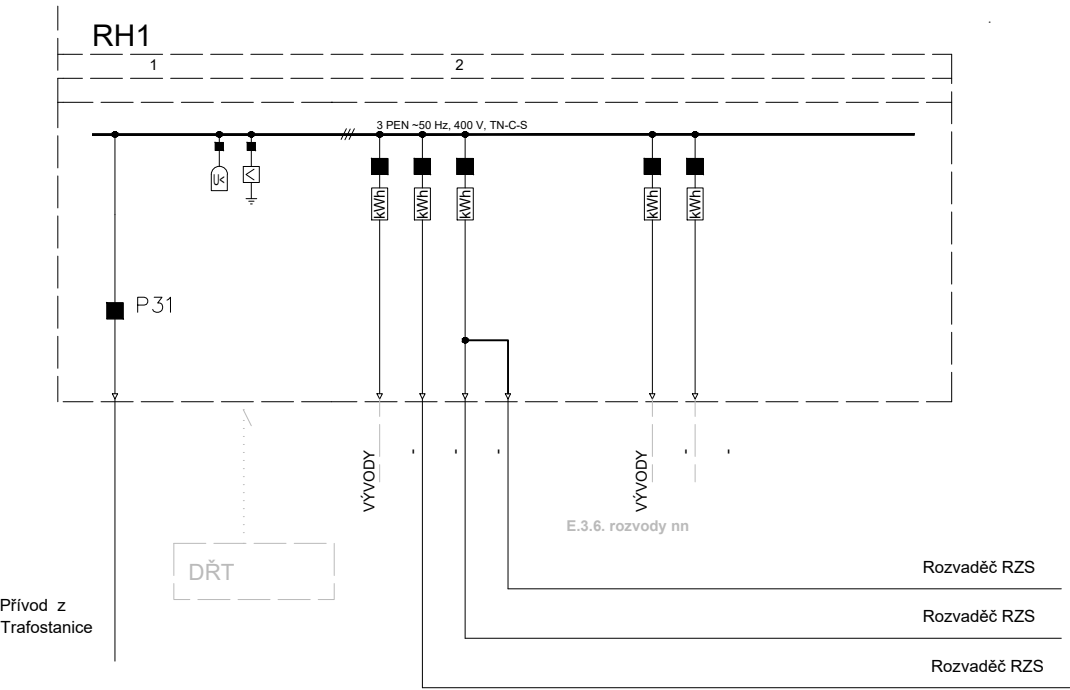 RH1
1
2
3 PEN ~50 Hz, 400 V, TN-C-S
U<
kWh
kWh
kWh
kWh
kWh
P31
VÝVODY
VÝVODY
E.3.6. rozvody nn
DŘT
Rozvaděč RZS
Přívod z
Trafostanice
Rozvaděč RZS
Rozvaděč RZS